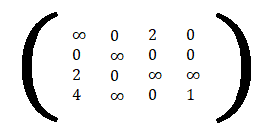 ∞ 0 2 0
0 ∞ 0 0
2 0 ∞ ∞
4 ∞ 0 1